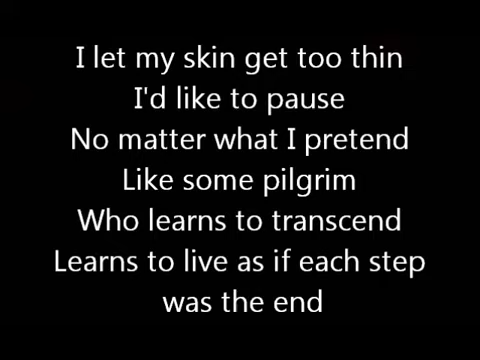 I let my skin get too thin
I'd like to pause
No matter what I pretend
Like some pilgrim
Who learns to transcend
Learns to live as if each step
was the end